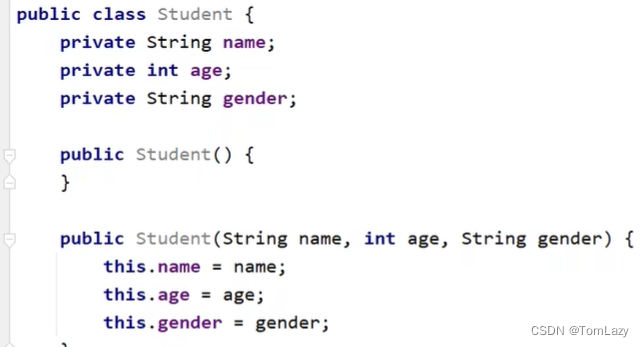 public class Student {
    private String name;
    private int age;
    private String gender;

    public Student() {
    }

    public Student(String name, int age, String gender) {
        this.name = name;
        this.age = age;
        this.gender = gender;
    }
CSDN @TomLazy